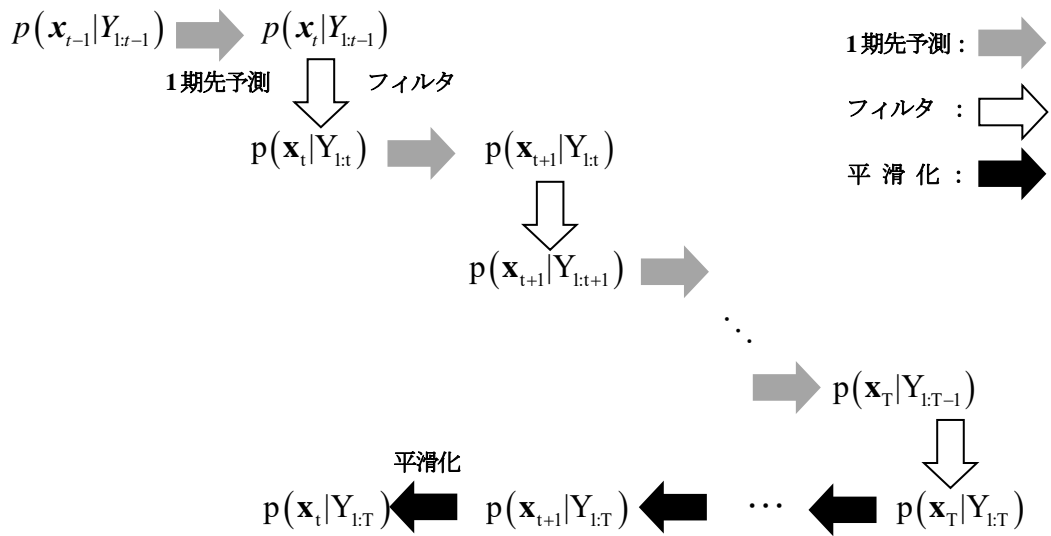 p(x_{t-1}|Y_{1:t-1}) p(x_t|Y_{1:t-1})
1期先予測 :
1期先予測 フィルタ
フィルタ :
p(x_t|Y_{1:t}) p(x_{t+1}|Y_{1:t})
平 滑 化 :
p(x_{t+1}|Y_{1:t+1})
⋱
p(x_T|Y_{1:T-1})
平滑化
p(x_t|Y_{1:T}) p(x_{t+1}|Y_{1:T}) ⋯ p(x_T|Y_{1:T})